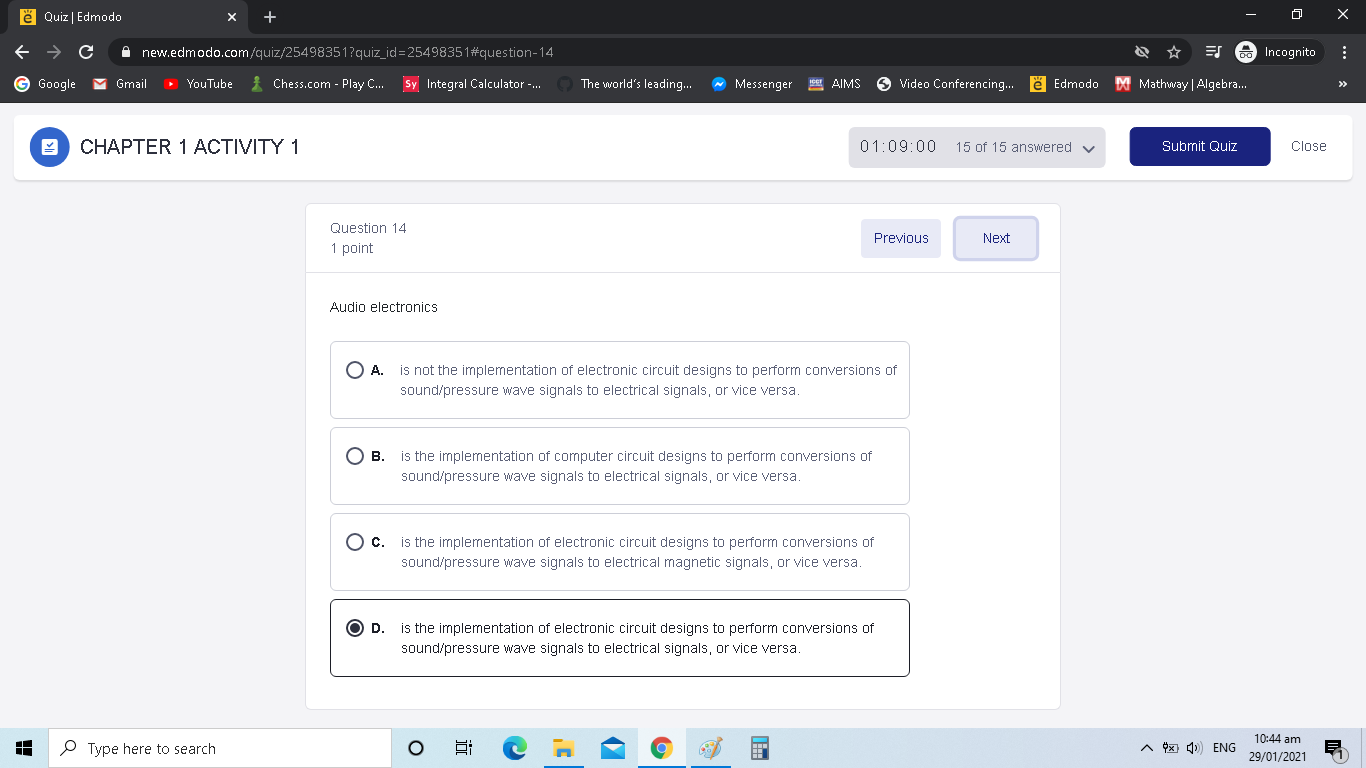 Quiz | Edmodo
new.edmodo.com/quiz/25498351?quiz_id=25498351#question-14
Incognito
Google Gmail YouTube Chess.com - Play C... Sy Integral Calculator -... The world's leading... Messenger AIMS Video Conferencing... Edmodo Mathway | Algebra... »
CHAPTER 1 ACTIVITY 1
01:09:00 15 of 15 answered
Submit Quiz
Close
Question 14
1 point
Previous
Next
Audio electronics
A. is not the implementation of electronic circuit designs to perform conversions of
sound/pressure wave signals to electrical signals, or vice versa.
B. is the implementation of computer circuit designs to perform conversions of
sound/pressure wave signals to electrical signals, or vice versa.
C. is the implementation of electronic circuit designs to perform conversions of
sound/pressure wave signals to electrical magnetic signals, or vice versa.
D. is the implementation of electronic circuit designs to perform conversions of
sound/pressure wave signals to electrical signals, or vice versa.
Type here to search
ENG
10:44 am
29/01/2021
1